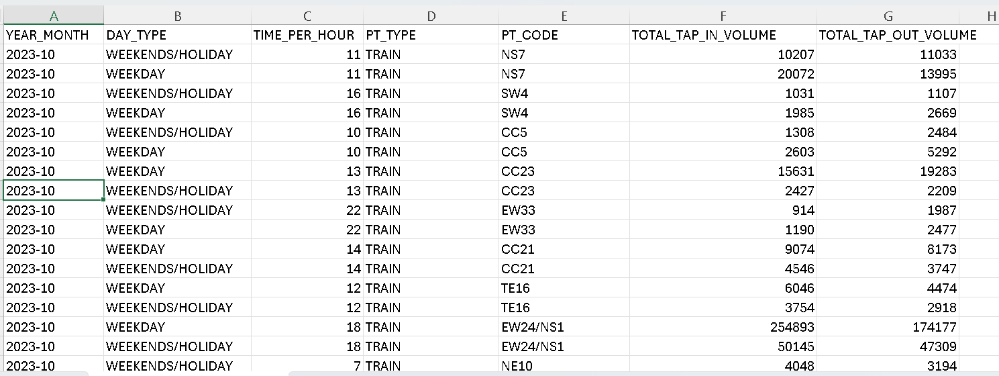 A B C D E F G H
YEAR_MONTH DAY_TYPE TIME_PER_HOUR PT_TYPE PT_CODE TOTAL_TAP_IN_VOLUME TOTAL_TAP_OUT_VOLUME
2023-10 WEEKENDS/HOLIDAY 11 TRAIN NS7 10207 11033
2023-10 WEEKDAY 11 TRAIN NS7 20072 13995
2023-10 WEEKENDS/HOLIDAY 16 TRAIN SW4 1031 1107
2023-10 WEEKDAY 16 TRAIN SW4 1985 2669
2023-10 WEEKENDS/HOLIDAY 10 TRAIN CC5 1308 2484
2023-10 WEEKDAY 10 TRAIN CC5 2603 5292
2023-10 WEEKDAY 13 TRAIN CC23 15631 19283
2023-10 WEEKENDS/HOLIDAY 13 TRAIN CC23 2427 2209
2023-10 WEEKENDS/HOLIDAY 22 TRAIN EW33 914 1987
2023-10 WEEKDAY 22 TRAIN EW33 1190 2477
2023-10 WEEKDAY 14 TRAIN CC21 9074 8173
2023-10 WEEKENDS/HOLIDAY 14 TRAIN CC21 4546 3747
2023-10 WEEKDAY 12 TRAIN TE16 6046 4474
2023-10 WEEKENDS/HOLIDAY 12 TRAIN TE16 3754 2918
2023-10 WEEKDAY 18 TRAIN EW24/NS1 254893 174177
2023-10 WEEKENDS/HOLIDAY 18 TRAIN EW24/NS1 50145 47309
2023-10 WEEKENDS/HOLIDAY 7 TRAIN NE10 4048 3194